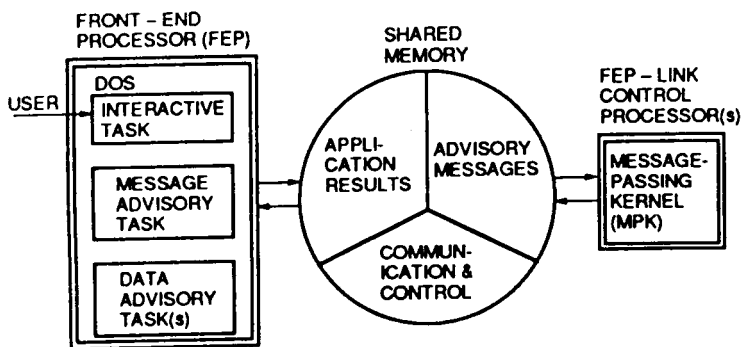 FRONT – END
PROCESSOR (FEP)
DOS
USER
INTERACTIVE
TASK
MESSAGE
ADVISORY
TASK
DATA
ADVISORY
TASK(s)
SHARED
MEMORY
APPLI-
CATION
RESULTS
ADVISORY
MESSAGES
COMMUN-
ICATION &
CONTROL
FEP – LINK
CONTROL
PROCESSOR(s)
MESSAGE-
PASSING
KERNEL
(MPK)